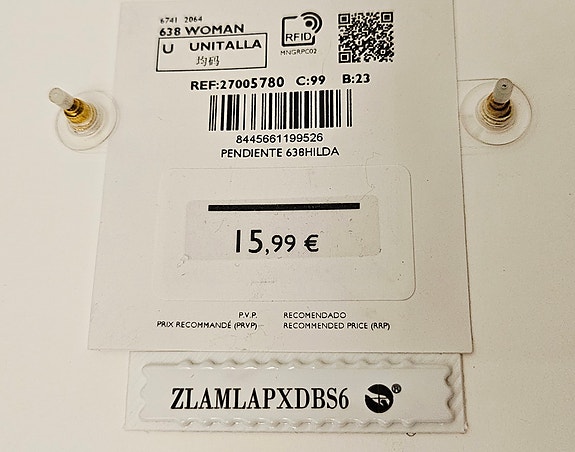 6741 2064
638 WOMAN
U UNITALLA
均码
RFID
MNGRPC02
REF:27005780 C:99 B:23
8445661199526
PENDIENTE 638HILDA
15,99 €
P.V.P. RECOMENDADO
PRIX RECOMMANDÉ (PRVP) RECOMMENDED PRICE (RRP)
ZLAMLAPXDBS6 ®